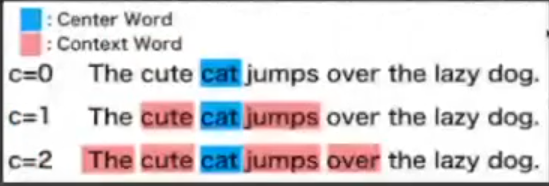 : Center Word
: Context Word
c=0 The cute cat jumps over the lazy dog.
c=1 The cute cat jumps over the lazy dog.
c=2 The cute cat jumps over the lazy dog.